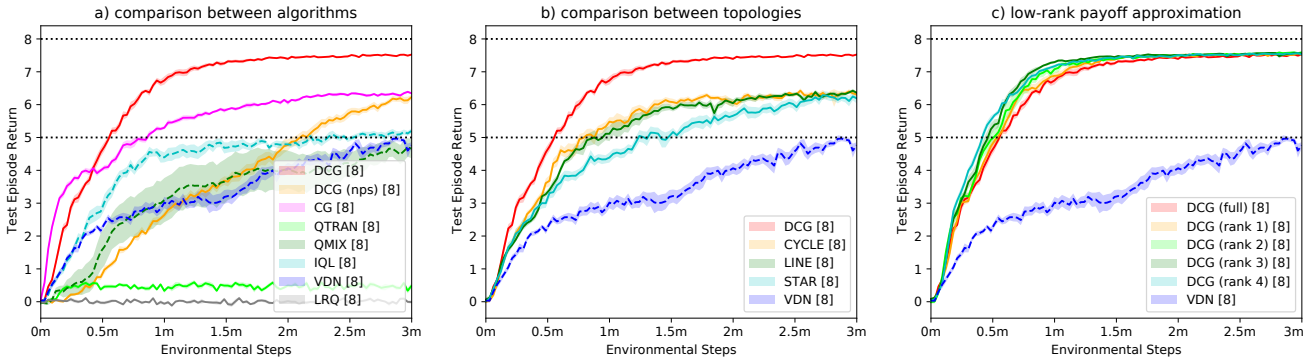 a) comparison between algorithms
Test Episode Return
8
7
6
5
4
3
2
1
0
DCG [8]
DCG (nps) [8]
CG [8]
QTRAN [8]
QMIX [8]
IQL [8]
VDN [8]
LRQ [8]
0m 0.5m 1m 1.5m 2m 2.5m 3m
Environmental Steps
b) comparison between topologies
Test Episode Return
8
7
6
5
4
3
2
1
0
DCG [8]
CYCLE [8]
LINE [8]
STAR [8]
VDN [8]
0m 0.5m 1m 1.5m 2m 2.5m 3m
Environmental Steps
c) low-rank payoff approximation
Test Episode Return
8
7
6
5
4
3
2
1
0
DCG (full) [8]
DCG (rank 1) [8]
DCG (rank 2) [8]
DCG (rank 3) [8]
DCG (rank 4) [8]
VDN [8]
0m 0.5m 1m 1.5m 2m 2.5m 3m
Environmental Steps